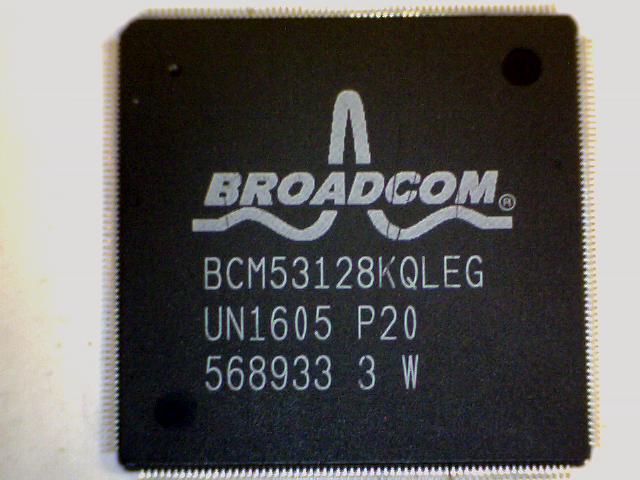 BROADCOM®
BCM53128KQLEG
UN1605 P20
568933 3 W